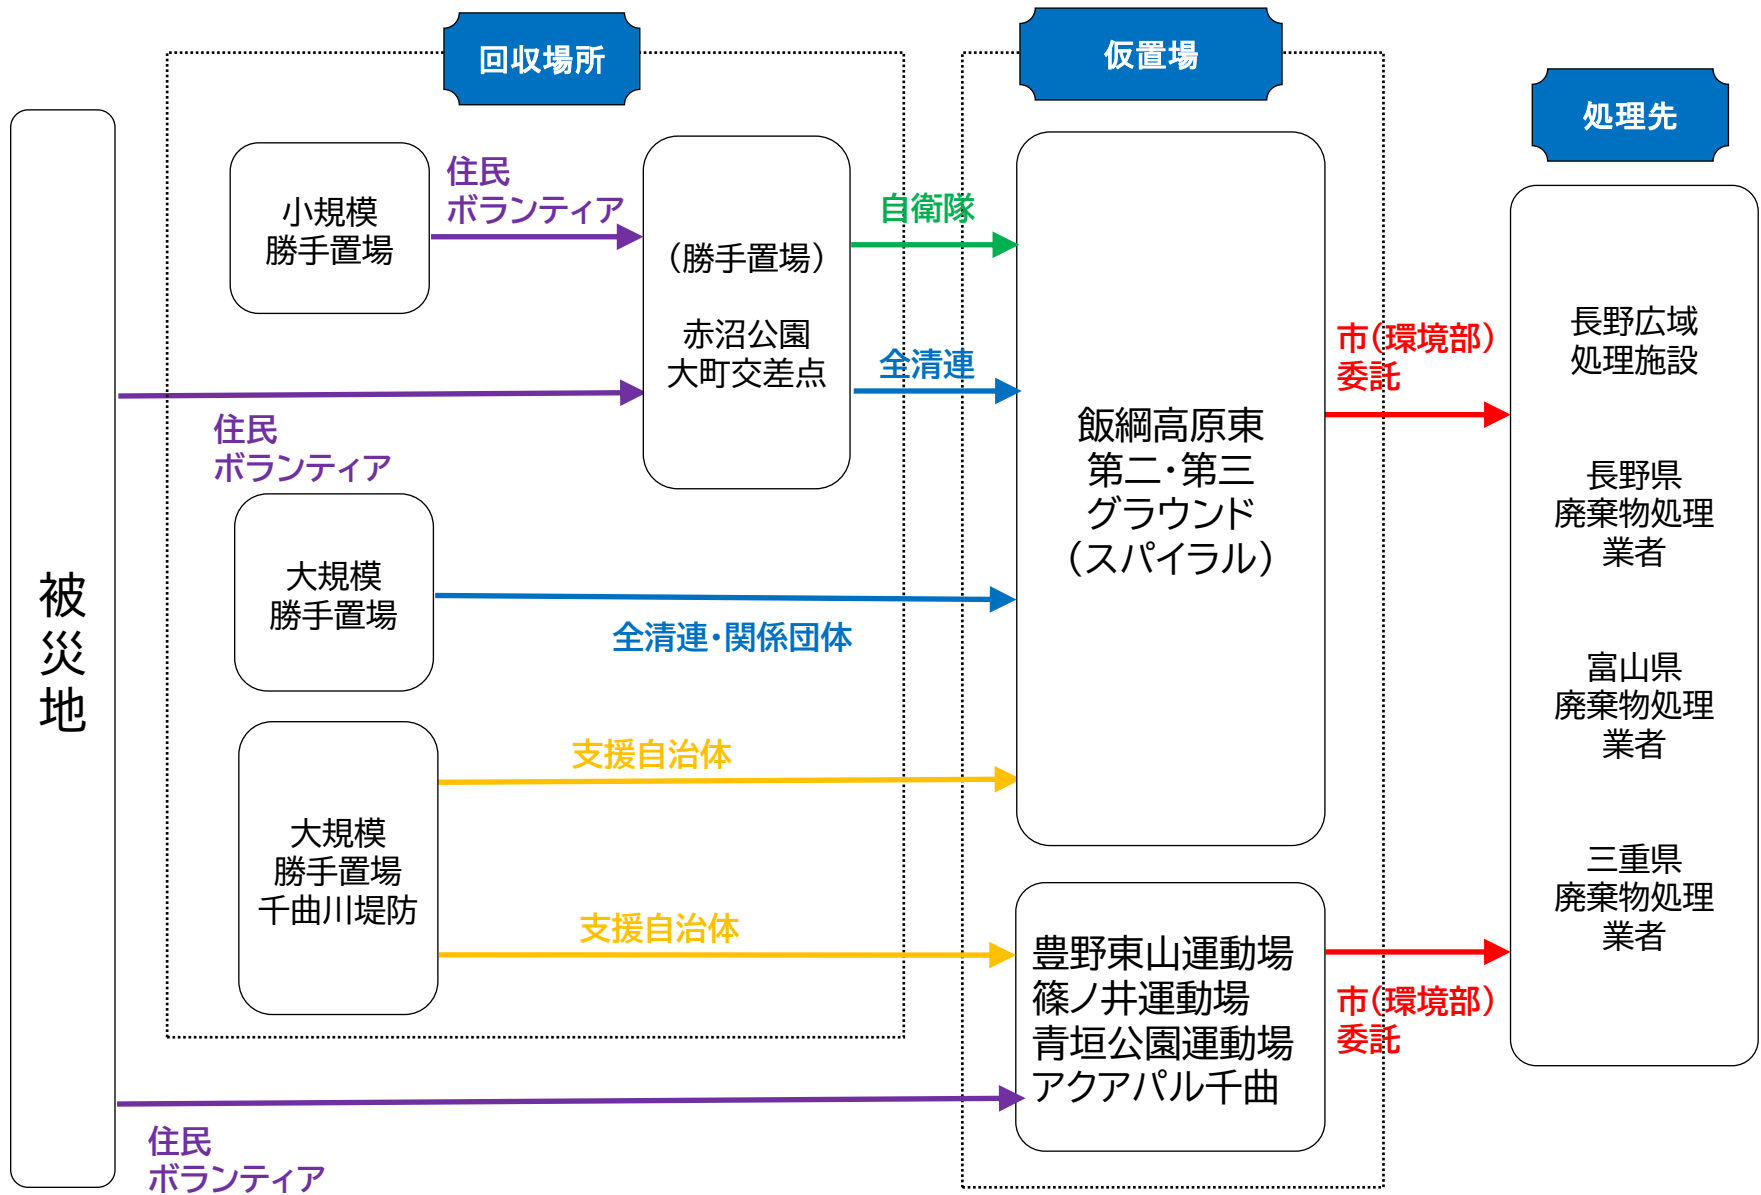 回収場所
仮置場
処理先
被
災
地
小規模
勝手置場
住民
ボランティア
（勝手置場）
赤沼公園
大町交差点
自衛隊
全清連
住民
ボランティア
大規模
勝手置場
全清連・関係団体
大規模
勝手置場
千曲川堤防
支援自治体
支援自治体
住民
ボランティア
飯綱高原東
第二・第三
グラウンド
（スパイラル）
豊野東山運動場
篠ノ井運動場
青垣公園運動場
アクアパル千曲
市（環境部）
委託
市（環境部）
委託
長野広域
処理施設
長野県
廃棄物処理
業者
富山県
廃棄物処理
業者
三重県
廃棄物処理
業者